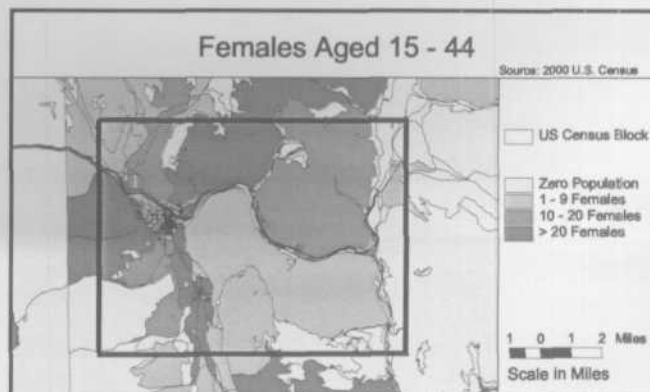 Females Aged 15 - 44
Source: 2000 U.S. Census
US Census Block
Zero Population
1 - 9 Females
10 - 20 Females
> 20 Females
1 0 1 2 Miles
Scale in Miles